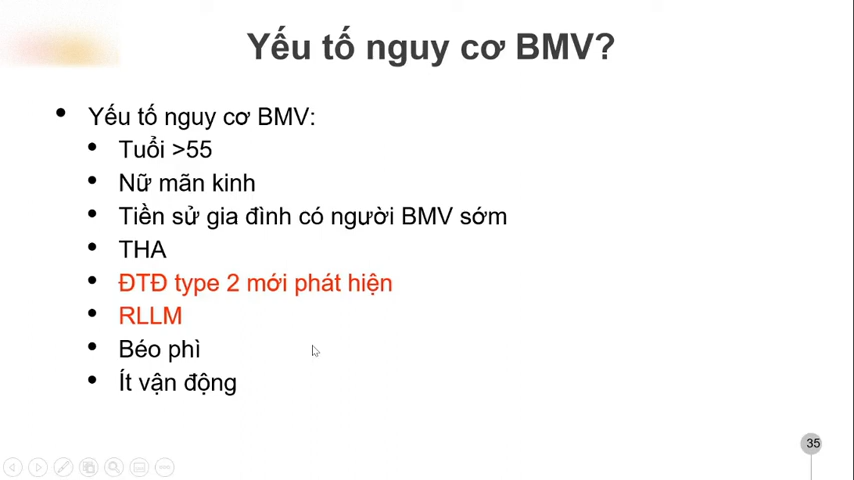 Yếu tố nguy cơ BMV?
• Yếu tố nguy cơ BMV:
• Tuổi >55
• Nữ mãn kinh
• Tiền sử gia đình có người BMV sớm
• THA
• ĐTĐ type 2 mới phát hiện
• RLLM
• Béo phì
• Ít vận động
35